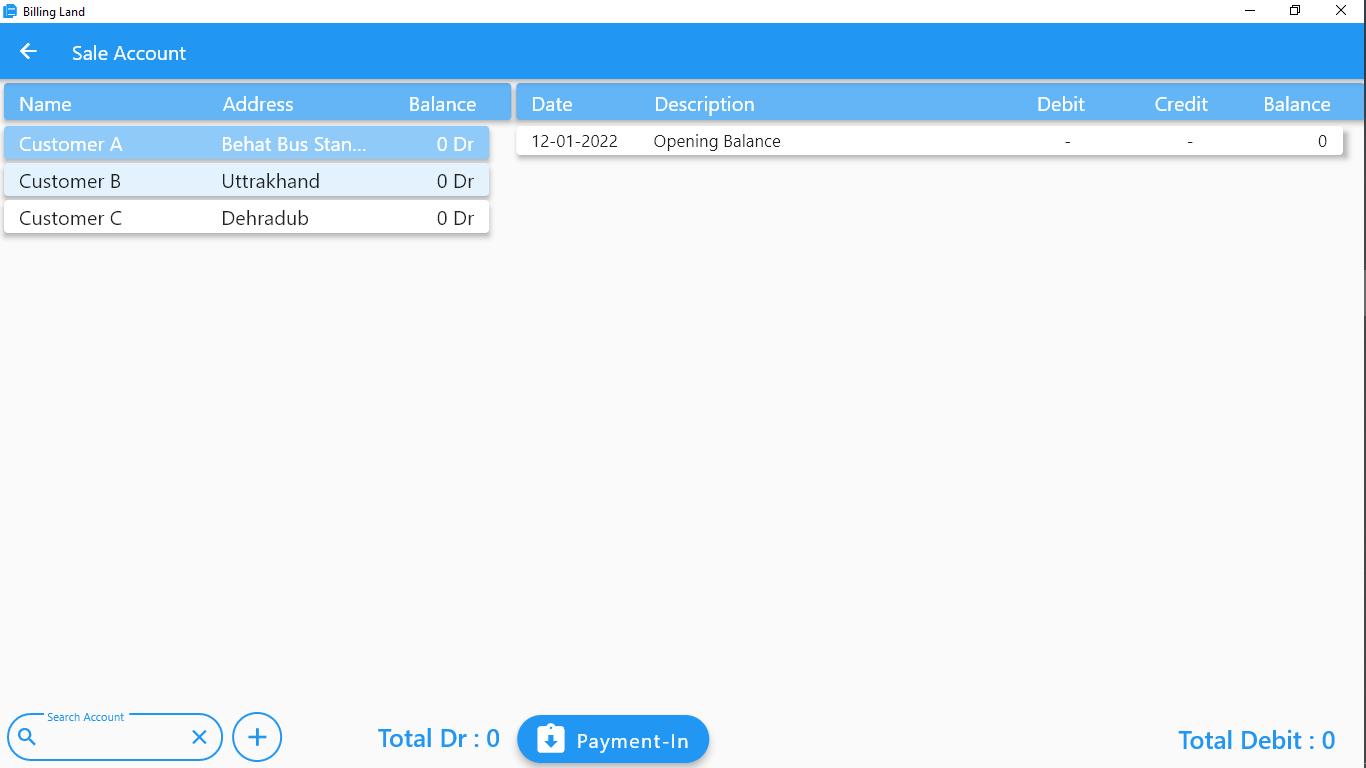 Billing Land
Sale Account
Name Address Balance
Customer A Behat Bus Stan... 0 Dr
Customer B Uttrakhand 0 Dr
Customer C Dehradub 0 Dr
Date Description Debit Credit Balance
12-01-2022 Opening Balance - - 0
Search Account
Total Dr : 0
Payment-In
Total Debit : 0